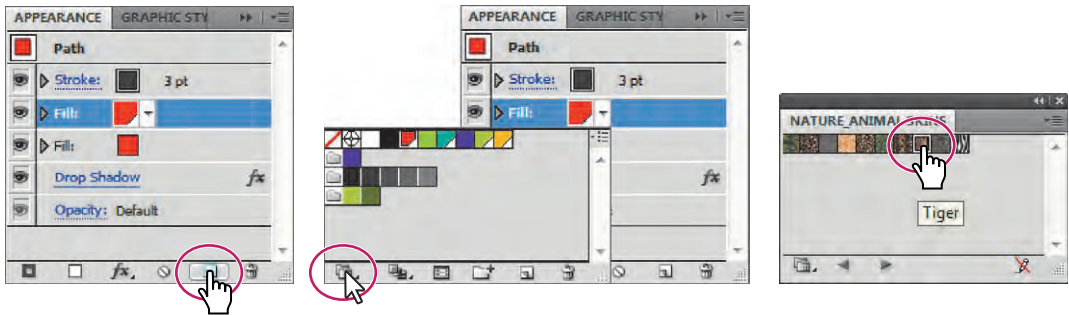 APPEARANCE GRAPHIC STY
Path
Stroke: 3 pt
Fill:
Fill:
Drop Shadow fx
Opacity: Default
fx
APPEARANCE GRAPHIC STY
Path
Stroke: 3 pt
Fill:
fx
NATURE_ANIMAL SKINS
Tiger